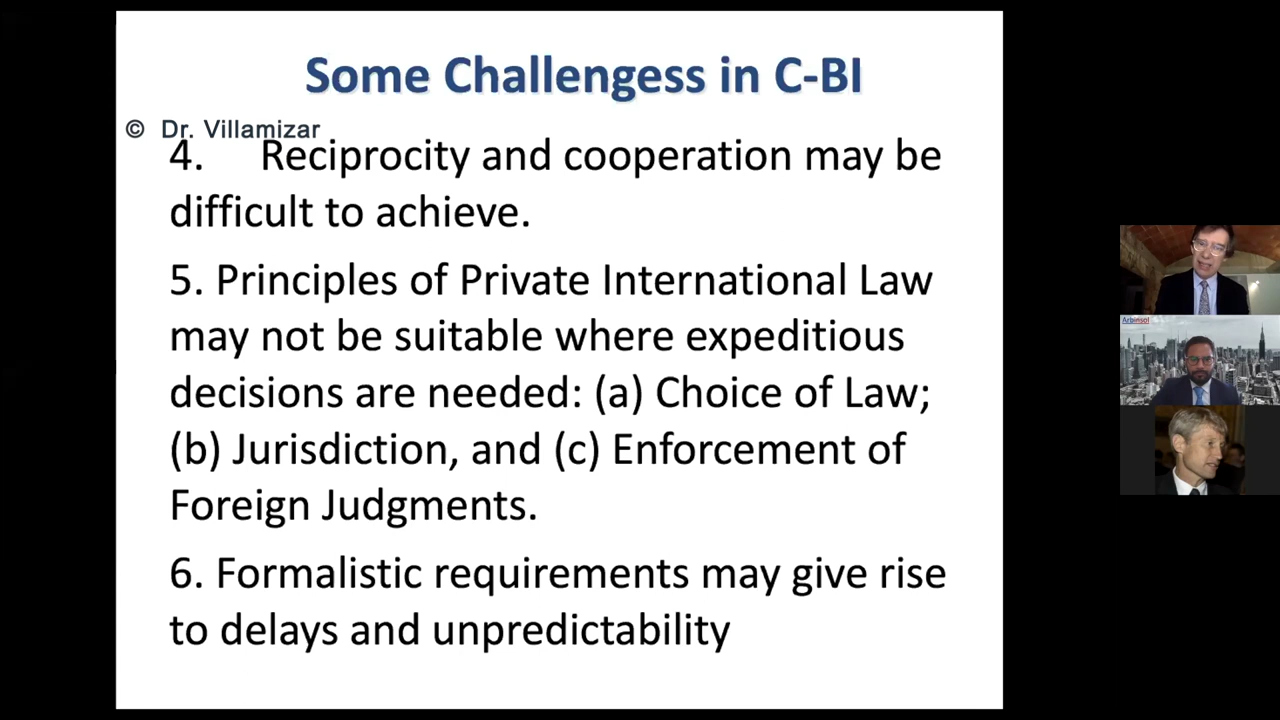 Some Challengess in C-BI
© Dr. Villamizar
4. Reciprocity and cooperation may be
difficult to achieve.
5. Principles of Private International Law
may not be suitable where expeditious
decisions are needed: (a) Choice of Law;
(b) Jurisdiction, and (c) Enforcement of
Foreign Judgments.
6. Formalistic requirements may give rise
to delays and unpredictability
Arbinsol